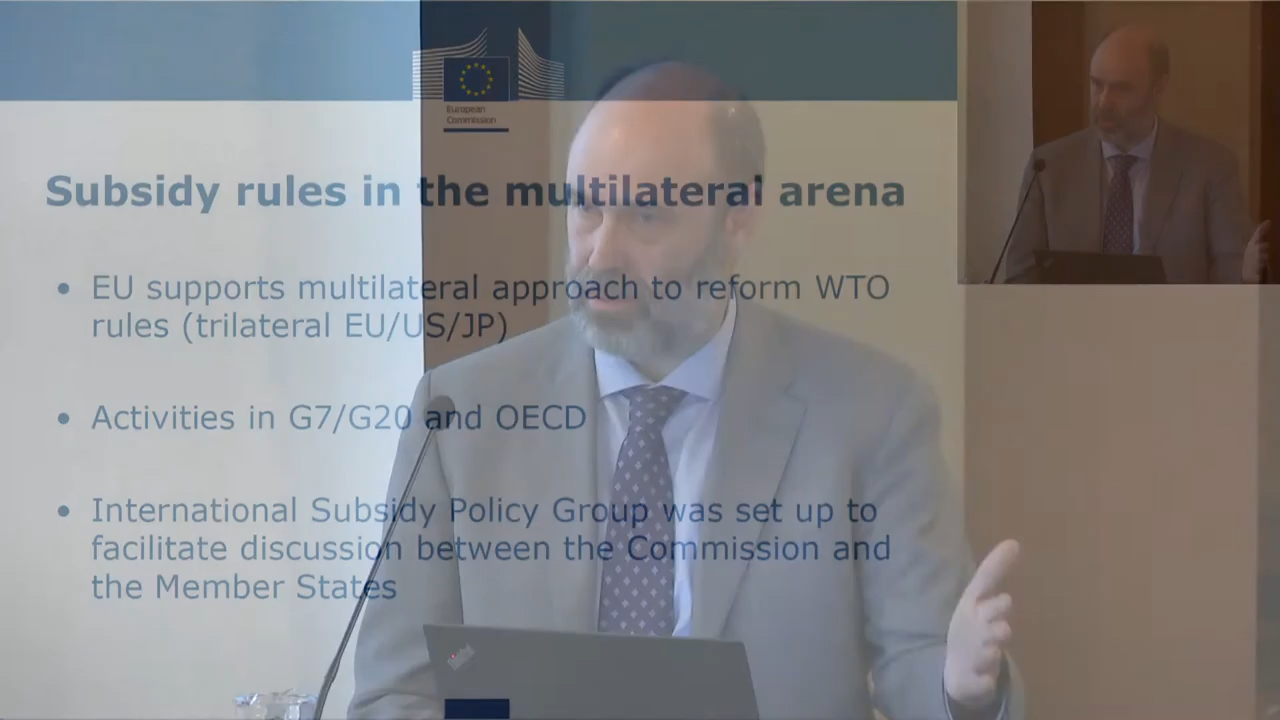 European
Commission
Subsidy rules in the multilateral arena
• EU supports multilateral approach to reform WTO
rules (trilateral EU/US/JP)
• Activities in G7/G20 and OECD
• International Subsidy Policy Group was set up to
facilitate discussion between the Commission and
the Member States